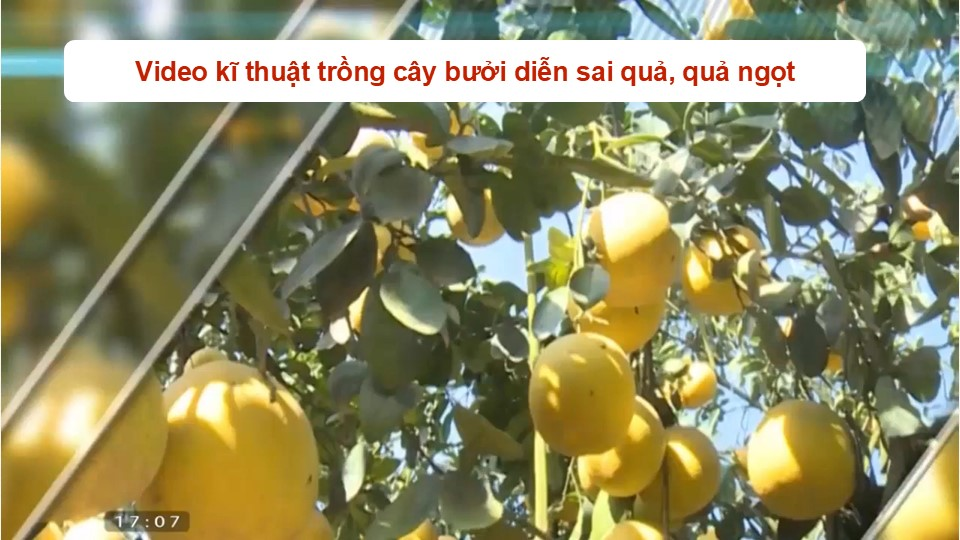 Video kĩ thuật trồng cây bưởi diễn sai quả, quả ngọt
17:07